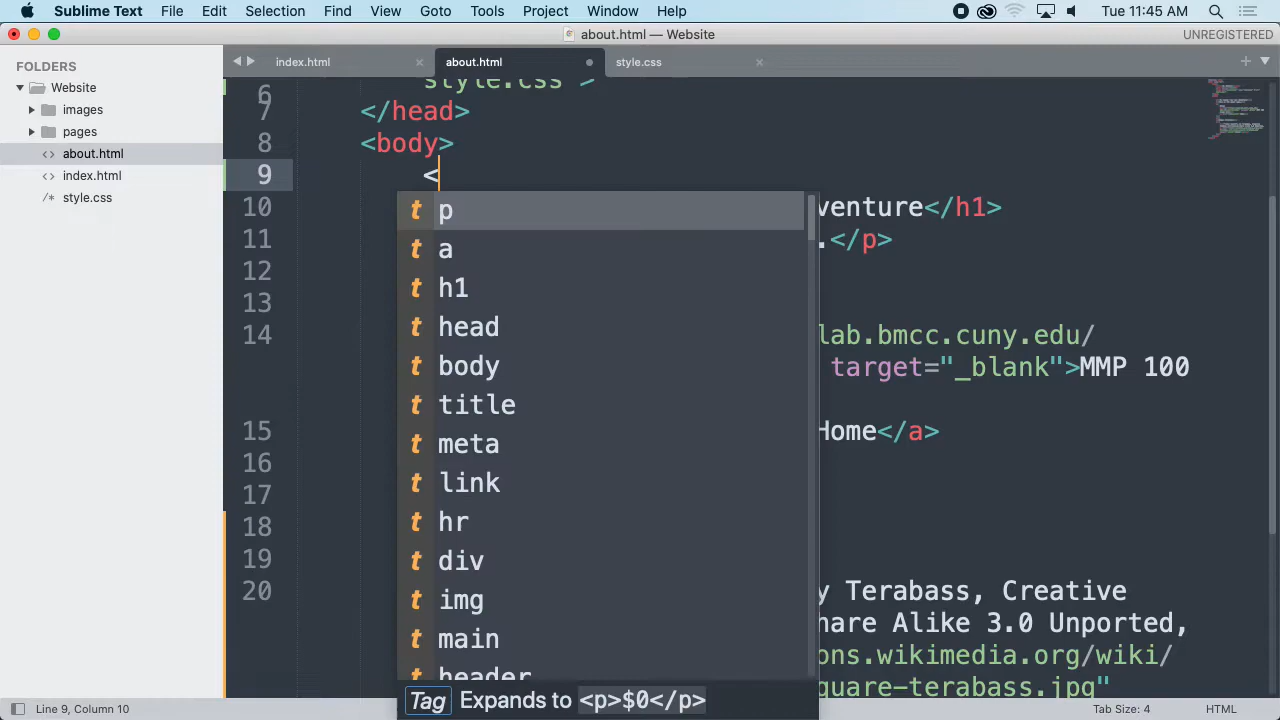 Sublime Text File Edit Selection Find View Goto Tools Project Window Help Tue 11:45 AM
about.html — Website UNREGISTERED
FOLDERS
Website
images
pages
about.html
index.html
style.css
index.html about.html style.css
6 style.css">
7 </head>
8 <body>
9 <
10 venture</h1>
11 .</p>
12
13
14 lab.bmcc.cuny.edu/
target="_blank">MMP 100
15 Home</a>
16
17
18
19
20 y Terabass, Creative
hare Alike 3.0 Unported,
ons.wikimedia.org/wiki/
quare-terabass.jpg"
t p
t a
t h1
t head
t body
t title
t meta
t link
t hr
t div
t img
t main
t header
Tag Expands to <p>$0</p>
Line 9, Column 10 Tab Size: 4 HTML